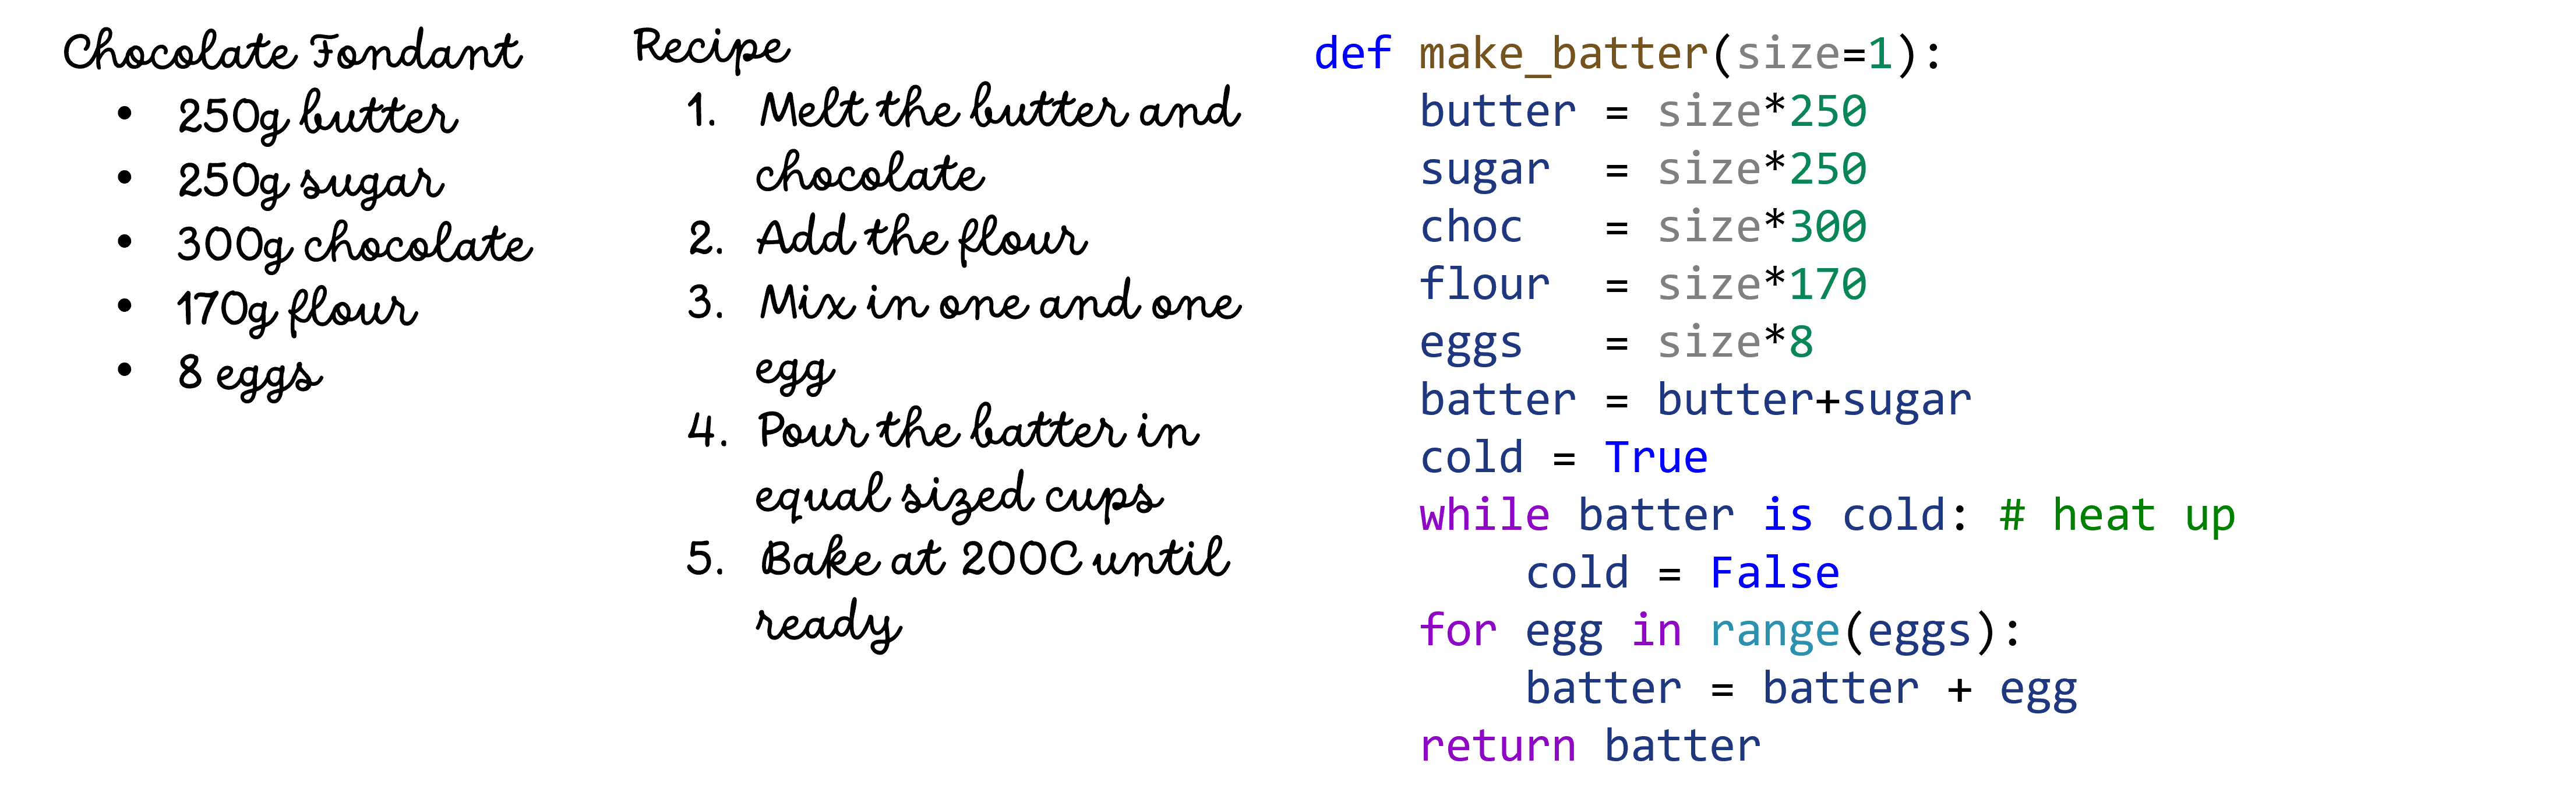 Chocolate Fondant
• 250g butter
• 250g sugar
• 300g chocolate
• 170g flour
• 8 eggs
Recipe
1. Melt the butter and
chocolate
2. Add the flour
3. Mix in one and one
egg
4. Pour the batter in
equal sized cups
5. Bake at 200C until
ready
def make_batter(size=1):
    butter = size*250
    sugar  = size*250
    choc   = size*300
    flour  = size*170
    eggs   = size*8
    batter = butter+sugar
    cold = True
    while batter is cold: # heat up
        cold = False
    for egg in range(eggs):
        batter = batter + egg
    return batter